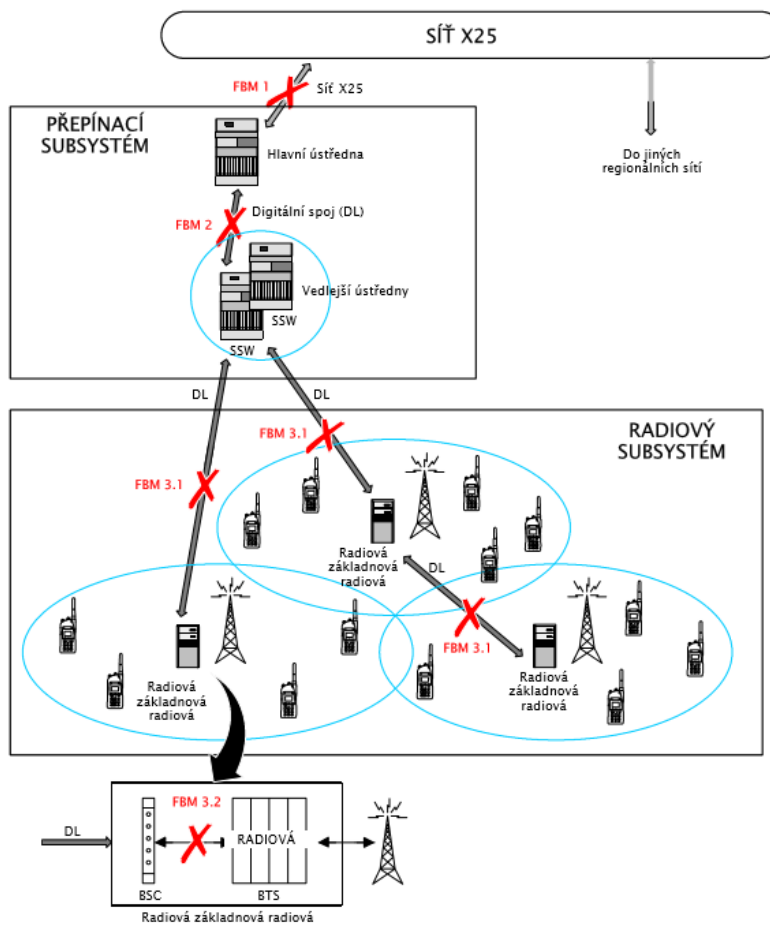 SÍŤ X25
FBM 1
Síť X25
PŘEPÍNACÍ
SUBSYSTÉM
Hlavní ústředna
Do jiných
regionálních sítí
FBM 2
Digitální spoj (DL)
Vedlejší ústředny
SSW
SSW
DL
DL
RADIOVÝ
SUBSYSTÉM
FBM 3.1
FBM 3.1
Radiová
základnová
radiová
DL
FBM 3.1
Radiová
základnová
radiová
Radiová
základnová
radiová
FBM 3.2
DL
RADIOVÁ
BSC
BTS
Radiová základnová radiová